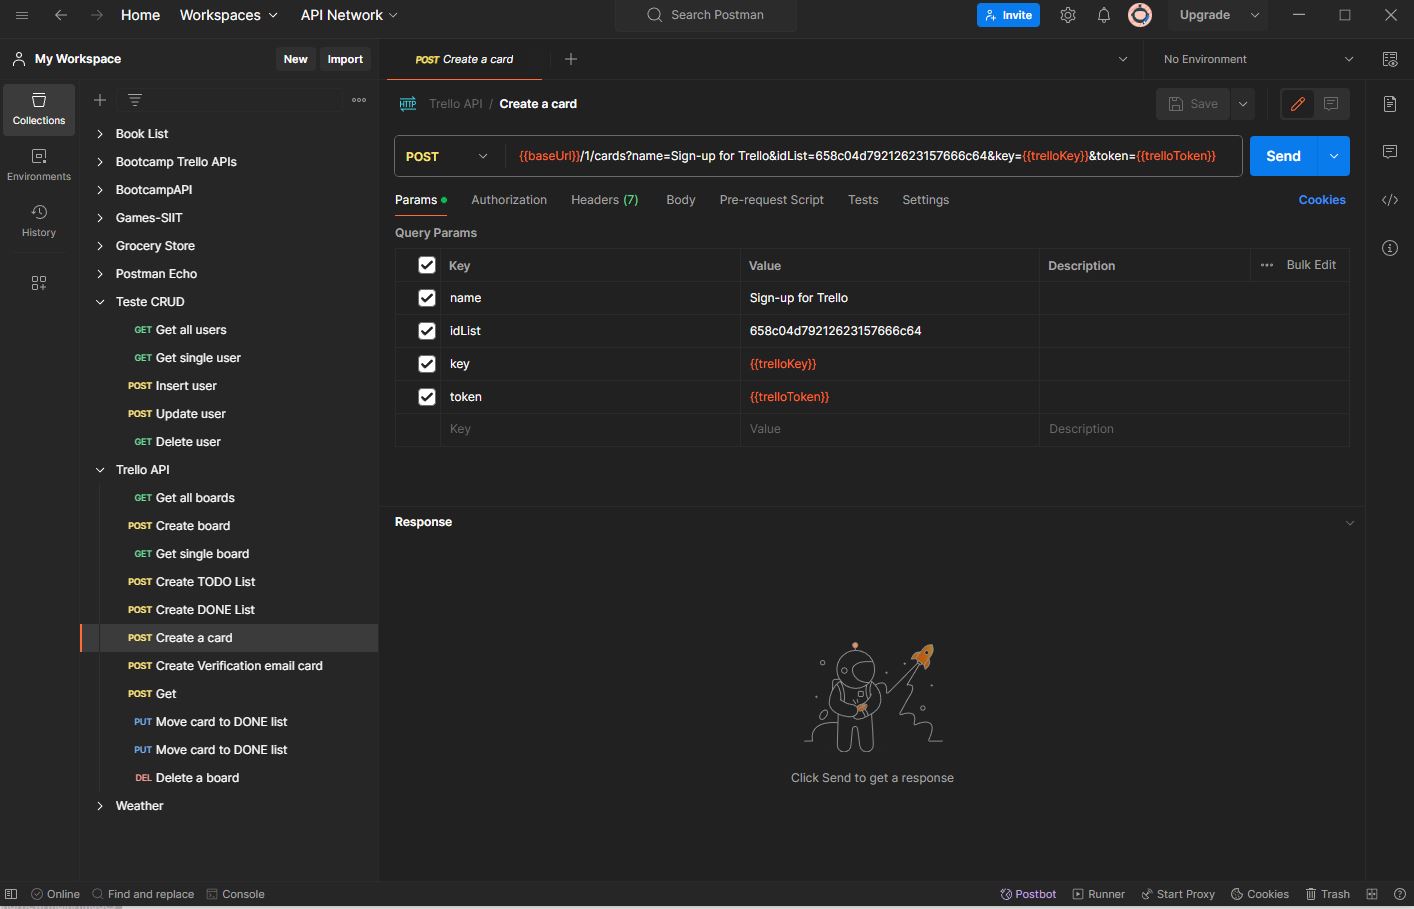 Home Workspaces API Network Search Postman Invite Upgrade
My Workspace New Import POST Create a card No Environment
Collections
Environments
History
Book List
Bootcamp Trello APIs
BootcampAPI
Games-SIIT
Grocery Store
Postman Echo
Teste CRUD
GET Get all users
GET Get single user
POST Insert user
POST Update user
GET Delete user
Trello API
GET Get all boards
POST Create board
GET Get single board
POST Create TODO List
POST Create DONE List
POST Create a card
POST Create Verification email card
POST Get
PUT Move card to DONE list
PUT Move card to DONE list
DEL Delete a board
Weather
HTTP Trello API / Create a card Save
POST {{baseUrl}}/1/cards?name=Sign-up for Trello&idList=658c04d79212623157666c64&key={{trelloKey}}&token={{trelloToken}} Send
Params Authorization Headers (7) Body Pre-request Script Tests Settings Cookies
Query Params
Key Value Description Bulk Edit
name Sign-up for Trello
idList 658c04d79212623157666c64
key {{trelloKey}}
token {{trelloToken}}
Key Value Description
Response
Click Send to get a response
Online Find and replace Console Postbot Runner Start Proxy Cookies Trash